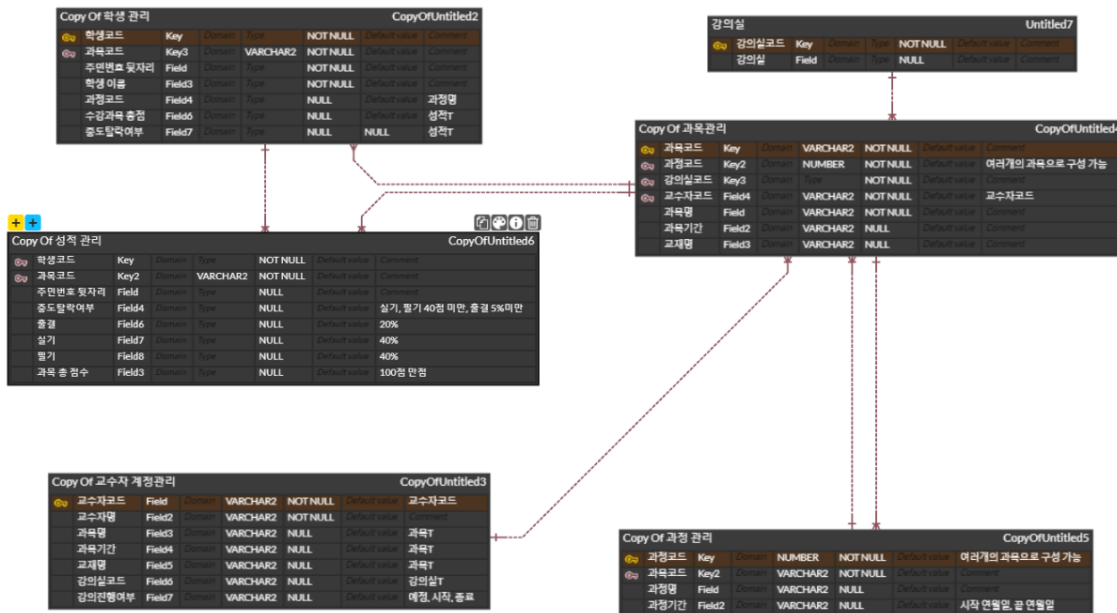 Copy Of 학생 관리 CopyOfUntitled2
학생코드 Key Domain Type NOT NULL Default value Comment
과목코드 Key3 Domain VARCHAR2 NOT NULL Default value Comment
주민번호 뒷자리 Field Domain Type NOT NULL Default value Comment
학생 이름 Field3 Domain Type NOT NULL Default value Comment
과정코드 Field4 Domain Type NULL Default value 과정명
수강과목 총점 Field6 Domain Type NULL Default value 성적T
중도탈락여부 Field7 Domain Type NULL NULL 성적T
강의실 Untitled7
강의실코드 Key Domain Type NOT NULL Default value Comment
강의실 Field Domain Type NULL Default value Comment
Copy Of 과목관리 CopyOfUntitled4
과목코드 Key Domain VARCHAR2 NOT NULL Default value Comment
과정코드 Key2 Domain NUMBER NOT NULL Default value 여러개의 과목으로 구성 가능
강의실코드 Key3 Domain Type NOT NULL Default value Comment
교수자코드 Field4 Domain VARCHAR2 NOT NULL Default value 교수자코드
과목명 Field Domain VARCHAR2 NOT NULL Default value Comment
과목기간 Field2 Domain VARCHAR2 NULL Default value Comment
교재명 Field3 Domain VARCHAR2 NULL Default value Comment
Copy Of 성적 관리 CopyOfUntitled6
학생코드 Key Domain Type NOT NULL Default value Comment
과목코드 Key2 Domain VARCHAR2 NOT NULL Default value Comment
주민번호 뒷자리 Field Domain Type NULL Default value Comment
중도탈락여부 Field4 Domain Type NULL Default value 실기, 필기 40점 미만, 출결 5%미만
출결 Field6 Domain Type NULL Default value 20%
실기 Field7 Domain Type NULL Default value 40%
필기 Field8 Domain Type NULL Default value 40%
과목 총 점수 Field3 Domain Type NULL Default value 100점 만점
Copy Of 교수자 계정관리 CopyOfUntitled3
교수자코드 Field Domain VARCHAR2 NOT NULL Default value 교수자코드
교수자명 Field2 Domain VARCHAR2 NOT NULL Default value Comment
과목명 Field3 Domain VARCHAR2 NULL Default value 과목T
과목기간 Field4 Domain VARCHAR2 NULL Default value 과목T
교재명 Field5 Domain VARCHAR2 NULL Default value 과목T
강의실코드 Field6 Domain VARCHAR2 NULL Default value 강의실T
강의진행여부 Field7 Domain VARCHAR2 NULL Default value 예정, 시작, 종료
Copy Of 과정 관리 CopyOfUntitled5
과정코드 Key Domain NUMBER NOT NULL Default value 여러개의 과목으로 구성 가능
과목코드 Key2 Domain VARCHAR2 NOT NULL Default value Comment
과정명 Field Domain VARCHAR2 NULL Default value Comment
과정기간 Field2 Domain VARCHAR2 NULL Default value 시작 연월일, 끝 연월일